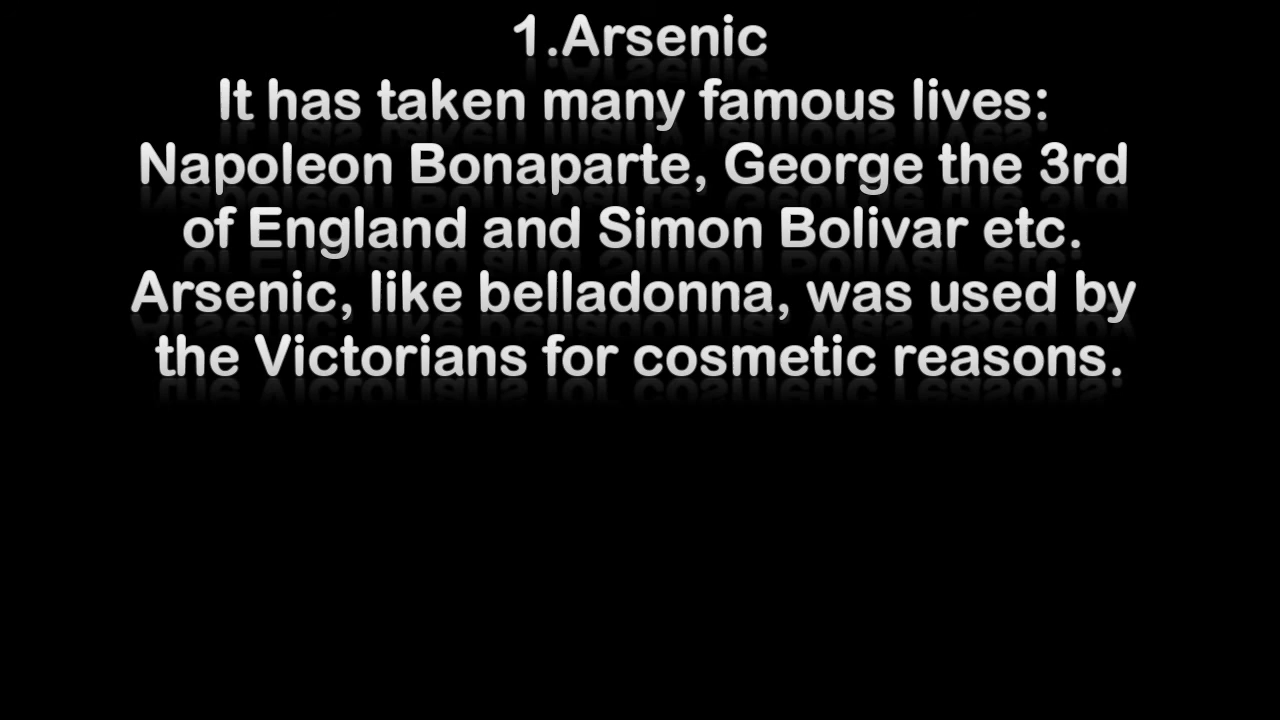 1.Arsenic
It has taken many famous lives:
Napoleon Bonaparte, George the 3rd
of England and Simon Bolivar etc.
Arsenic, like belladonna, was used by
the Victorians for cosmetic reasons.